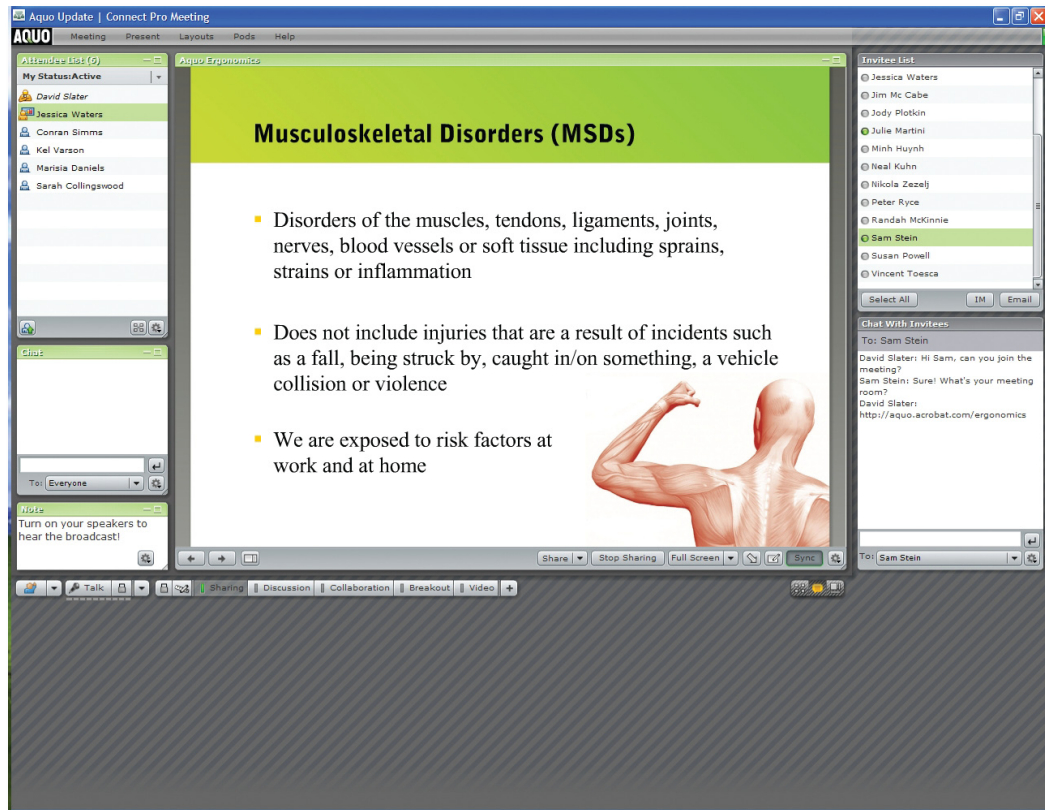 Aquo Update | Connect Pro Meeting
AQUO Meeting Present Layouts Pods Help
Attendee List (6)
My Status:Active
David Slater
Jessica Waters
Conran Simms
Kel Varson
Marisia Daniels
Sarah Collingswood
Chat
To: Everyone
Note
Turn on your speakers to
hear the broadcast!
Aquo Ergonomics
Musculoskeletal Disorders (MSDs)
Disorders of the muscles, tendons, ligaments, joints,
nerves, blood vessels or soft tissue including sprains,
strains or inflammation
Does not include injuries that are a result of incidents such
as a fall, being struck by, caught in/on something, a vehicle
collision or violence
We are exposed to risk factors at
work and at home
Share Stop Sharing Full Screen Sync
Invitee List
Jessica Waters
Jim Mc Cabe
Jody Plotkin
Julie Martini
Minh Huynh
Neal Kuhn
Nikola Zezelj
Peter Ryce
Randah McKinnie
Sam Stein
Susan Powell
Vincent Toesca
Select All IM Email
Chat With Invitees
To: Sam Stein
David Slater: Hi Sam, can you join the
meeting?
Sam Stein: Sure! What's your meeting
room?
David Slater:
http://aquo.acrobat.com/ergonomics
To: Sam Stein
Talk Sharing Discussion Collaboration Breakout Video +